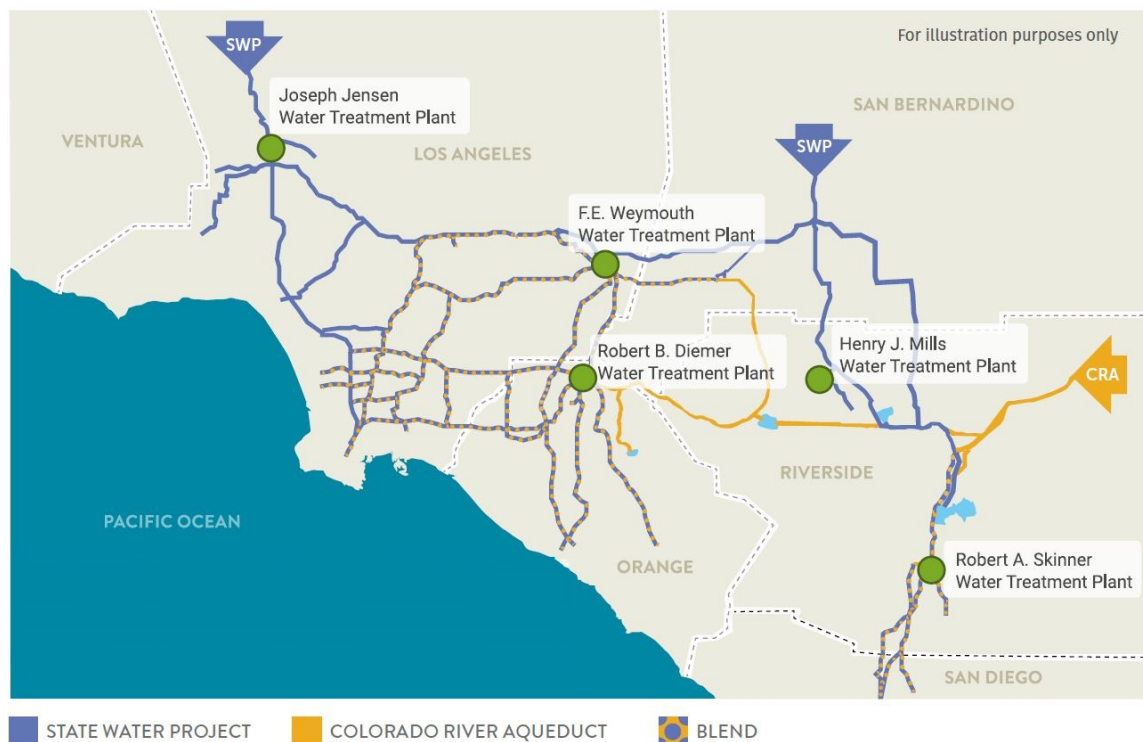 For illustration purposes only
SWP
Joseph Jensen
Water Treatment Plant
SAN BERNARDINO
VENTURA
LOS ANGELES
SWP
F.E. Weymouth
Water Treatment Plant
Robert B. Diemer
Water Treatment Plant
Henry J. Mills
Water Treatment Plant
CRA
RIVERSIDE
PACIFIC OCEAN
ORANGE
Robert A. Skinner
Water Treatment Plant
SAN DIEGO
STATE WATER PROJECT
COLORADO RIVER AQUEDUCT
BLEND